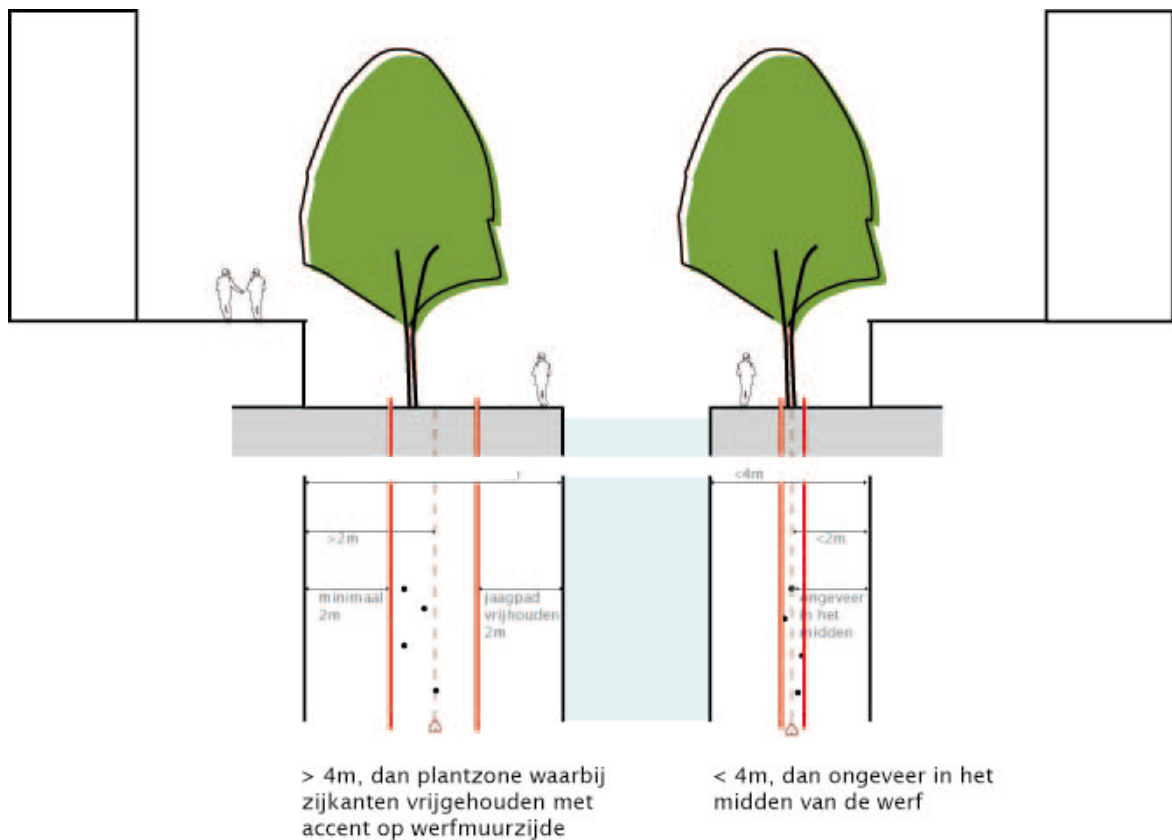 <4m
>2m
<2m
minimaal
2m
jaagpad
vrijhouden
2m
ongeveer
in het
midden
> 4m, dan plantzone waarbij
zijkanten vrijgehouden met
accent op werfmuurzijde
< 4m, dan ongeveer in het
midden van de werf